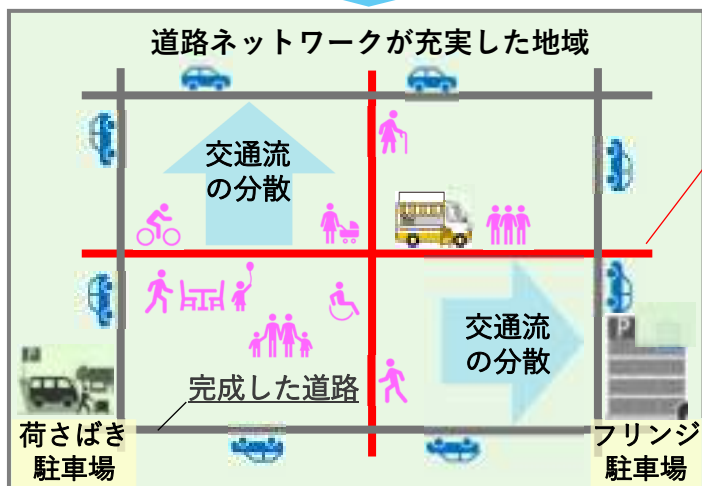 道路ネットワークが充実した地域
交通流
の分散
交通流
の分散
完成した道路
P
荷さばき
駐車場
フリンジ
駐車場